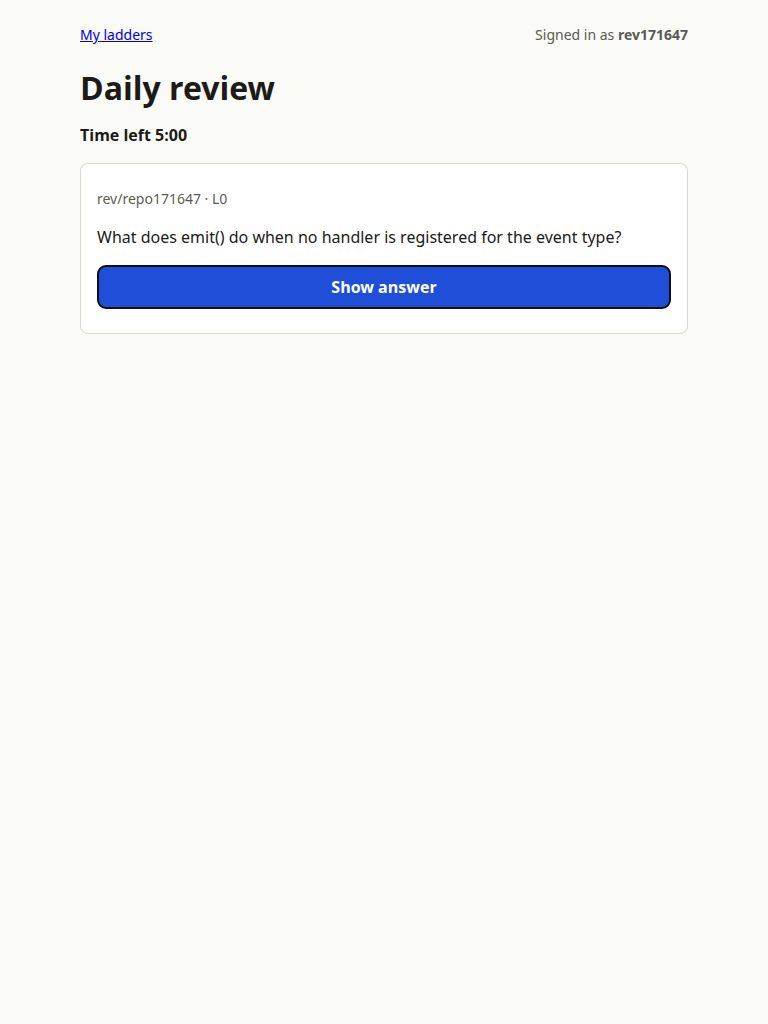 My ladders
Signed in as rev171647
Daily review
Time left 5:00
rev/repo171647 · L0
What does emit() do when no handler is registered for the event type?
Show answer